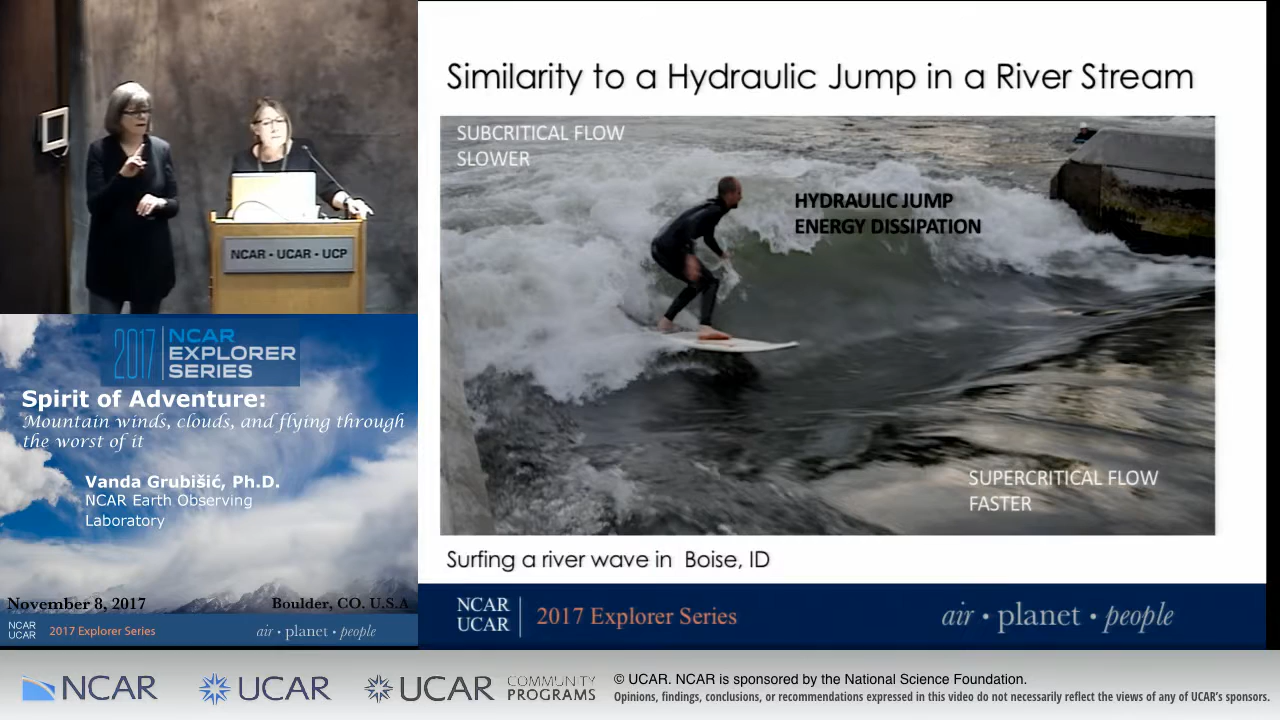 NCAR - UCAR - UCP
2017 NCAR
EXPLORER
SERIES
Spirit of Adventure:
Mountain winds, clouds, and flying through
the worst of it
Vanda Grubišić, Ph.D.
NCAR Earth Observing
Laboratory
November 8, 2017
Boulder, CO. U.S.A
NCAR
UCAR
2017 Explorer Series
air • planet • people
Similarity to a Hydraulic Jump in a River Stream
SUBCRITICAL FLOW
SLOWER
HYDRAULIC JUMP
ENERGY DISSIPATION
SUPERCRITICAL FLOW
FASTER
Surfing a river wave in Boise, ID
NCAR
UCAR
2017 Explorer Series
air • planet • people
NCAR
UCAR
UCAR
COMMUNITY
PROGRAMS
© UCAR. NCAR is sponsored by the National Science Foundation.
Opinions, findings, conclusions, or recommendations expressed in this video do not necessarily reflect the views of any of UCAR's sponsors.